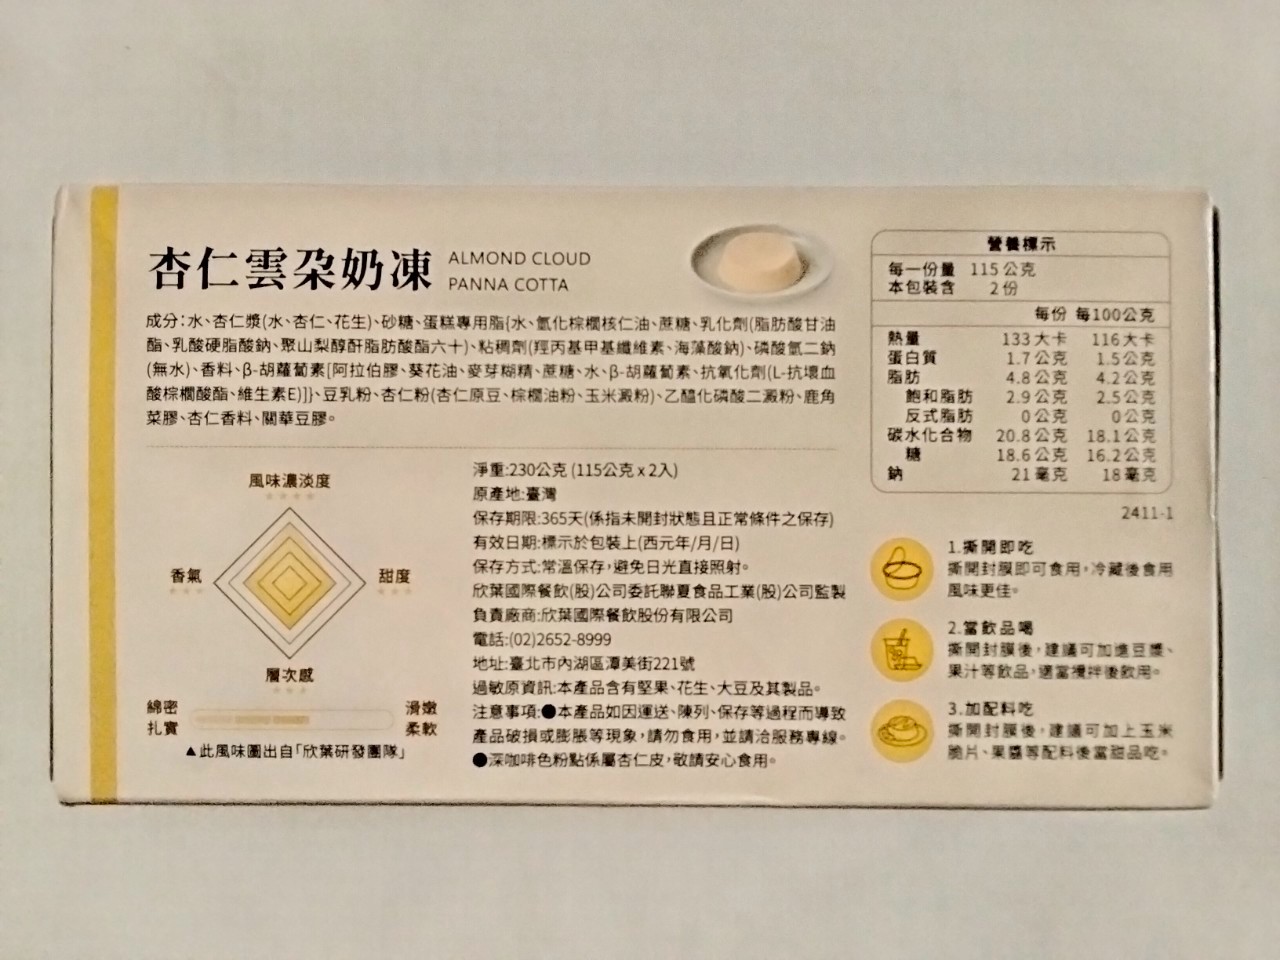 杏仁雲朶奶凍
ALMOND CLOUD
PANNA COTTA
成分:水、杏仁漿(水、杏仁、花生)、砂糖、蛋糕專用脂{水、氫化棕櫚核仁油、蔗糖、乳化劑(脂肪酸甘油
酯、乳酸硬脂酸鈉、聚山梨醇酐脂肪酸酯六十)、粘稠劑(羥丙基甲基纖維素、海藻酸鈉)、磷酸氫二鈉
(無水)、香料、β-胡蘿蔔素[阿拉伯膠、葵花油、麥芽糊精、蔗糖、水、β-胡蘿蔔素、抗氧化劑(L-抗壞血
酸棕櫚酸酯、維生素E)]}、豆乳粉、杏仁粉(杏仁原豆、棕櫚油粉、玉米澱粉)、乙醯化磷酸二澱粉、鹿角
菜膠、杏仁香料、關華豆膠。
風味濃淡度
香氣
甜度
層次感
綿密
扎實
滑嫩
柔軟
▲此風味圖出自「欣葉研發團隊」
淨重:230公克 (115公克 x 2入)
原產地:臺灣
保存期限:365天(係指未開封狀態且正常條件之保存)
有效日期:標示於包裝上(西元年/月/日)
保存方式:常溫保存,避免日光直接照射。
欣葉國際餐飲(股)公司委託聯夏食品工業(股)公司監製
負責廠商:欣葉國際餐飲股份有限公司
電話:(02)2652-8999
地址:臺北市內湖區潭美街221號
過敏原資訊:本產品含有堅果、花生、大豆及其製品。
注意事項:●本產品如因運送、陳列、保存等過程而導致
產品破損或膨脹等現象,請勿食用,並請洽服務專線。
●深咖啡色粉點係屬杏仁皮,敬請安心食用。
營養標示
每一份量 115 公克
本包裝含 2 份
每份 每100公克
熱量 133 大卡 116 大卡
蛋白質 1.7 公克 1.5 公克
脂肪 4.8 公克 4.2 公克
飽和脂肪 2.9 公克 2.5 公克
反式脂肪 0 公克 0 公克
碳水化合物 20.8 公克 18.1 公克
糖 18.6 公克 16.2 公克
鈉 21 毫克 18 毫克
2411-1
1.撕開即吃
撕開封膜即可食用,冷藏後食用
風味更佳。
2.當飲品喝
撕開封膜後,建議可加進豆漿、
果汁等飲品,適當攪拌後飲用。
3.加配料吃
撕開封膜後,建議可加上玉米
脆片、果醬等配料後當甜品吃。